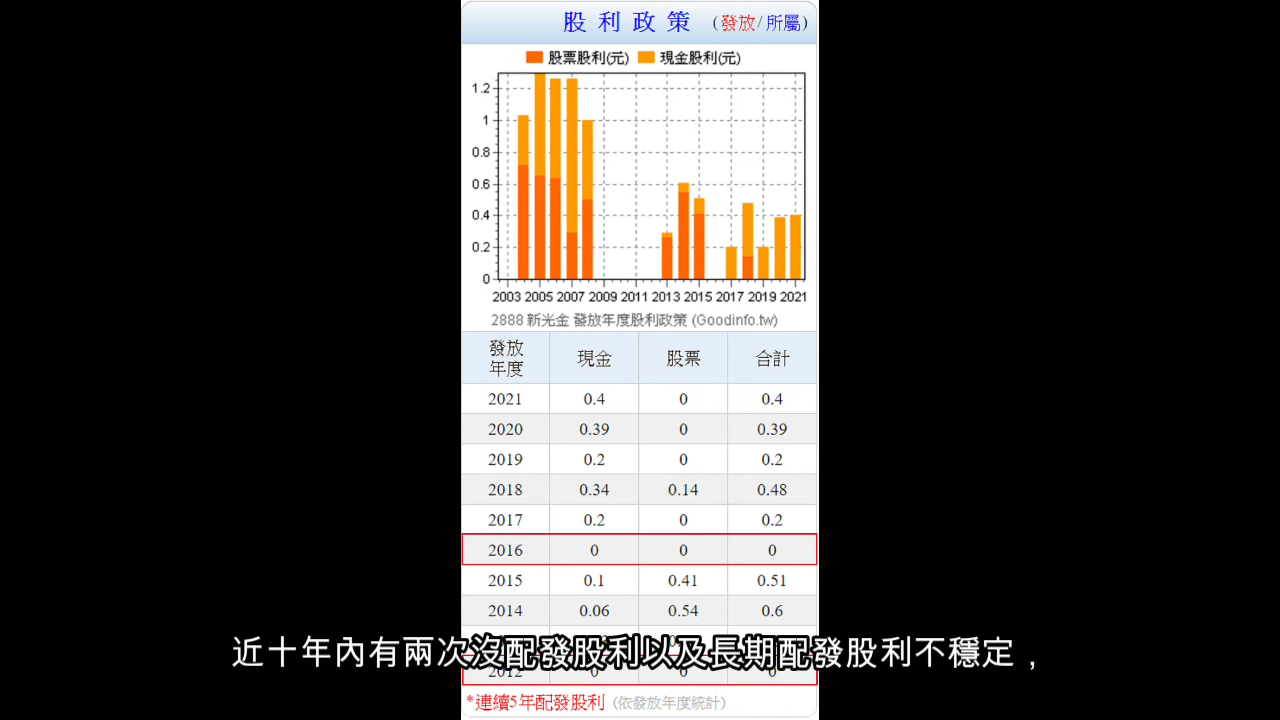 股利政策 (發放/所屬)
股票股利(元) 現金股利(元)
1.2
1
0.8
0.6
0.4
0.2
0
2003 2005 2007 2009 2011 2013 2015 2017 2019 2021
2888 新光金 發放年度股利政策 (Goodinfo.tw)
發放年度 現金 股票 合計
2021 0.4 0 0.4
2020 0.39 0 0.39
2019 0.2 0 0.2
2018 0.34 0.14 0.48
2017 0.2 0 0.2
2016 0 0 0
2015 0.1 0.41 0.51
2014 0.06 0.54 0.6
近十年內有兩次沒配發股利以及長期配發股利不穩定，
2012 0 0 0
*連續5年配發股利 (依發放年度統計)